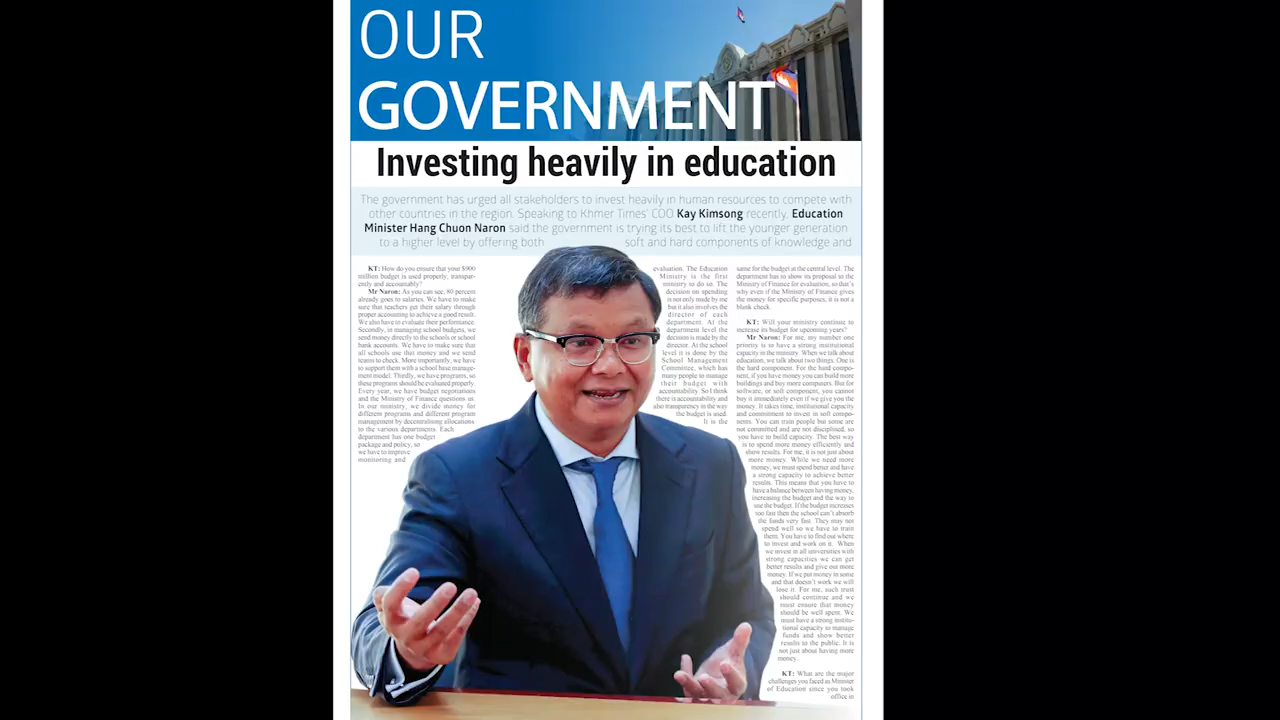 OUR
GOVERNMENT
Investing heavily in education
The government has urged all stakeholders to invest heavily in human resources to compete with
other countries in the region. Speaking to Khmer Times' COO Kay Kimsong recently, Education
Minister Hang Chuon Naron said the government is trying its best to lift the younger generation
to a higher level by offering both soft and hard components of knowledge and
KT: How do you ensure that your $900
million budget is used properly, transpar-
ently and accountably?
Mr Naron: As you can see, 80 percent
already goes to salaries. We have to make
sure that teachers get their salary through
proper accounting to achieve a good result.
We also have to evaluate their performance.
Secondly, in managing school budgets, we
send money directly to the schools or school
bank accounts. We have to make sure that
all schools use that money and we send
teams to check. More importantly, we have
to support them with a school base manage-
ment model. Thirdly, we have programs, so
these programs should be evaluated properly.
Every year, we have budget negotiations
and the Ministry of Finance questions us.
In our ministry, we divide money for
different programs and different program
management by decentralising allocations
to the various departments. Each
department has one budget
package and policy, so
we have to improve
monitoring and
evaluation. The Education
Ministry is the first
ministry to do so. The
decision on spending
is not only made by me
but it also involves the
director of each
department. At the
department level the
decision is made by the
director. At the school
level it is done by the
School Management
Committee, which has
many people to manage
their budget with
accountability. So I think
there is accountability and
also transparency in the way
the budget is used.
It is the
same for the budget at the central level. The
department has to show its proposal to the
Ministry of Finance for evaluation, so that's
why even if the Ministry of Finance gives
the money for specific purposes, it is not a
blank check.
KT: Will your ministry continue to
increase its budget for upcoming years?
Mr Naron: For me, my number one
priority is to have a strong institutional
capacity in the ministry. When we talk about
education, we talk about two things. One is
the hard component. For the hard compo-
nent, if you have money you can build more
buildings and buy more computers. But for
software, or soft component, you cannot
buy it immediately even if we give you the
money. It takes time, institutional capacity
and commitment to invest in soft compo-
nents. You can train people but some are
not committed and are not disciplined, so
you have to build capacity. The best way
is to spend more money efficiently and
show results. For me, it is not just about
more money. While we need more
money, we must spend better and have
a strong capacity to achieve better
results. This means that you have to
have a balance between having money,
increasing the budget and the way to
use the budget. If the budget increases
too fast then the school can't absorb
the funds very fast. They may not
spend well so we have to train
them. You have to find out where
to invest and work on it. When
we invest in all universities with
strong capacities we can get
better results and give out more
money. If we put money in some
and that doesn't work we will
lose it. For me, such trust
should continue and we
must ensure that money
should be well spent. We
must have a strong institu-
tional capacity to manage
funds and show better
results to the public. It is
not just about having more
money.
KT: What are the major
challenges you faced as Minister
of Education since you took
office in